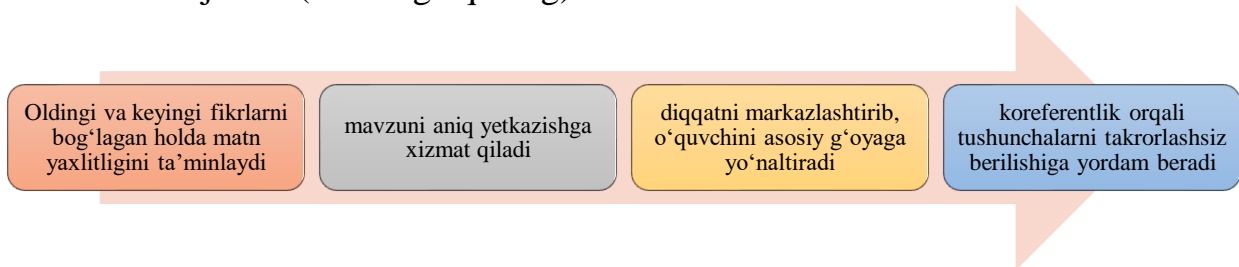 Oldingi va keyingi fikrlarni
bog‘lagan holda matn
yaxlitligini ta’minlaydi
mavzuni aniq yetkazishga
xizmat qiladi
diqqatni markazlashtirib,
o‘quvchini asosiy g‘oyaga
yo‘naltiradi
koreferentlik orqali
tushunchalarni takrorlashsiz
berilishiga yordam beradi